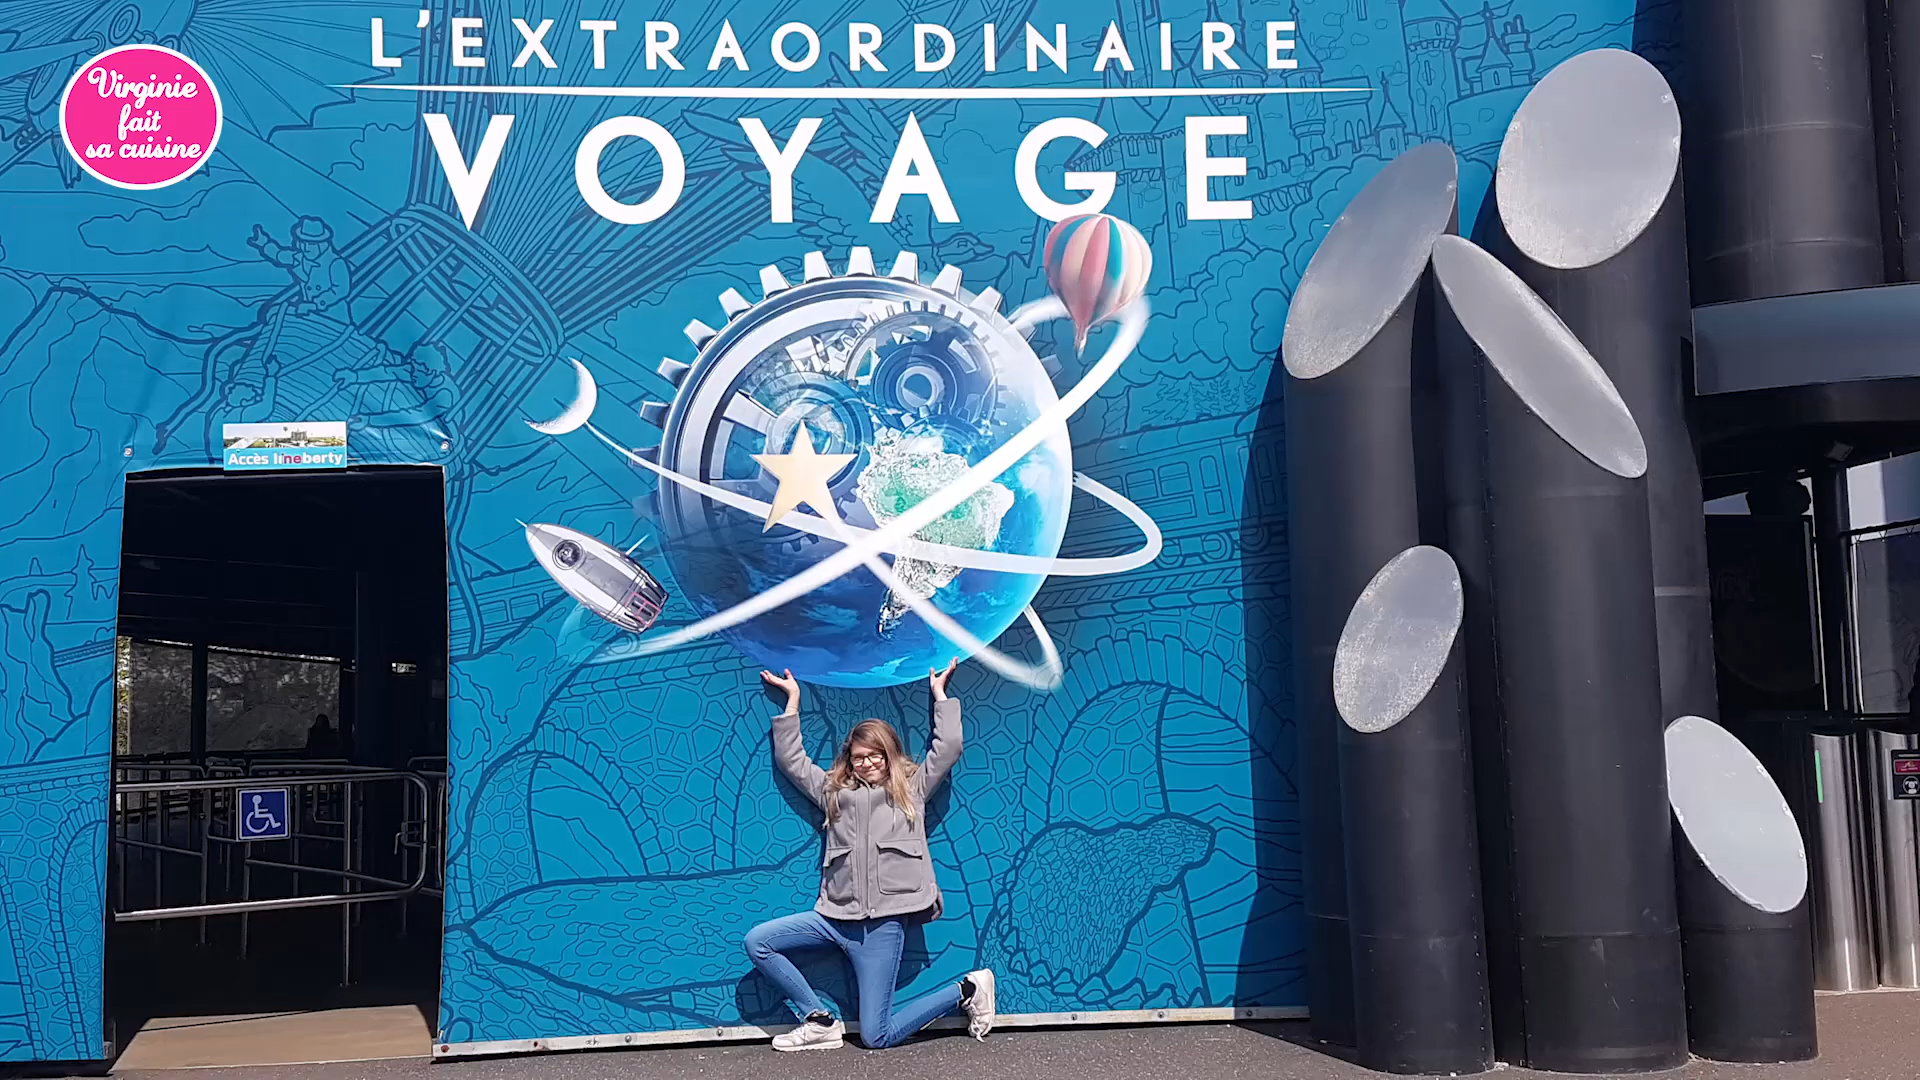 L'EXTRAORDINAIRE
VOYAGE
Virginie
fait
sa cuisine
Accès lineberty